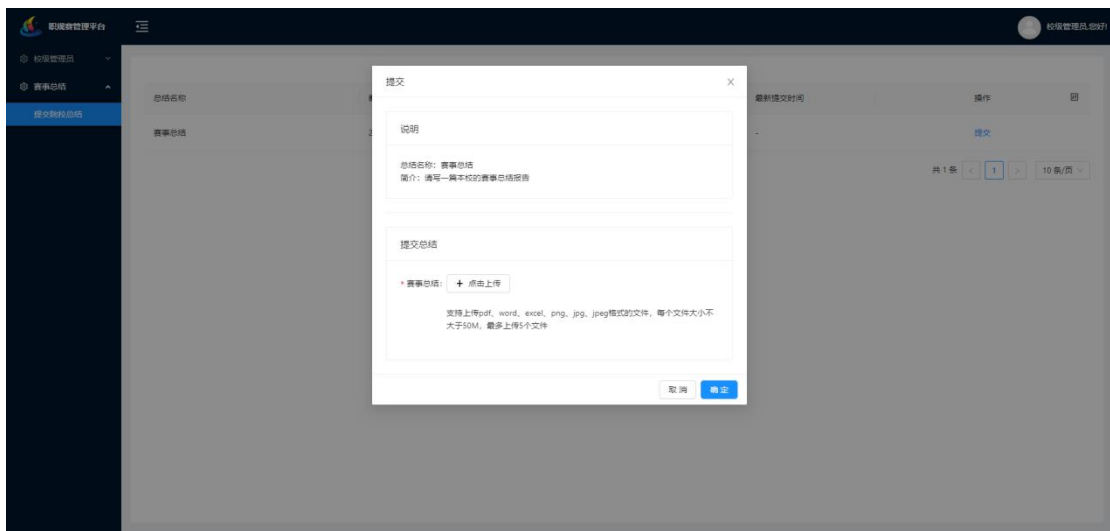 职规赛管理平台
校级管理员,您好!
校级管理员
赛事总结
提交院校总结
总结名称
最新提交时间
操作
赛事总结
-
提交
共 1 条
1
10 条/页
提交
说明
总结名称：赛事总结
简介：请写一篇本校的赛事总结报告
提交总结
* 赛事总结：
+ 点击上传
支持上传pdf、word、excel、png、jpg、jpeg格式的文件，每个文件大小不
大于50M，最多上传5个文件
取 消
确 定